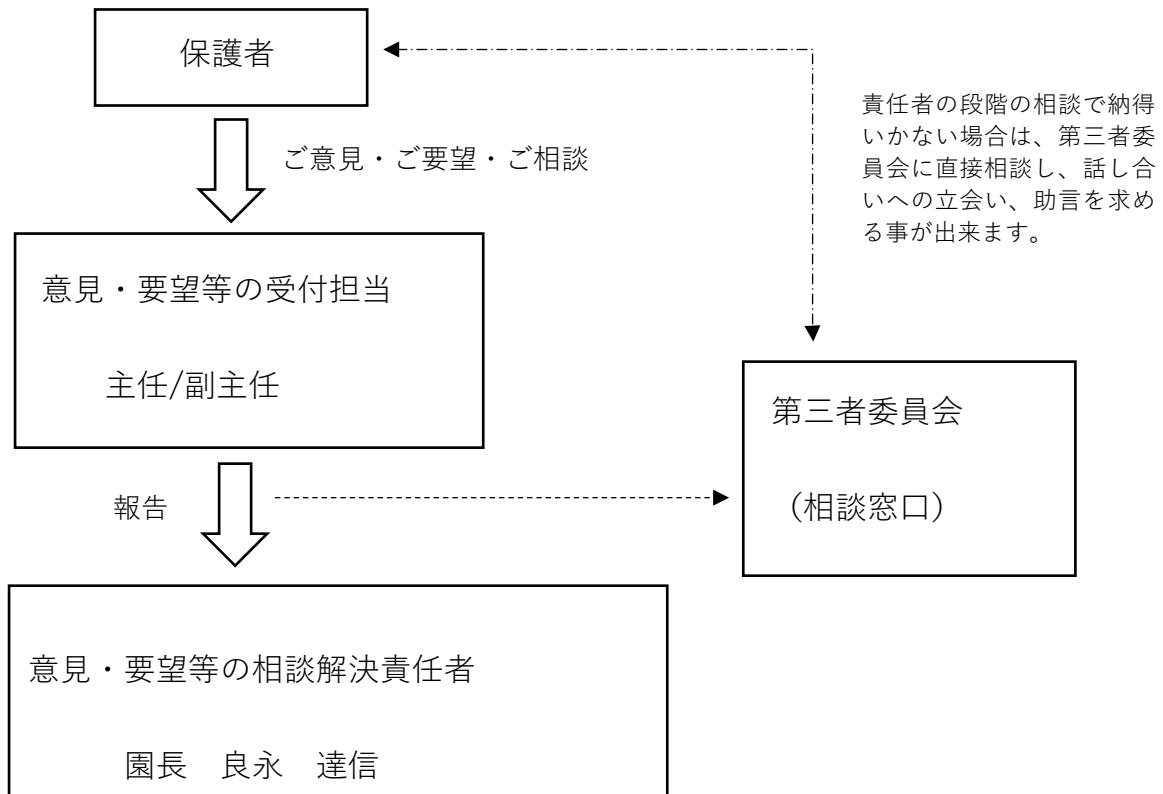 保護者
責任者の段階の相談で納得
いかない場合は、第三者委
員会に直接相談し、話し合
いへの立会い、助言を求め
る事が出来ます。
ご意見・ご要望・ご相談
意見・要望等の受付担当
主任/副主任
第三者委員会
(相談窓口)
報告
意見・要望等の相談解決責任者
園長　良永　達信